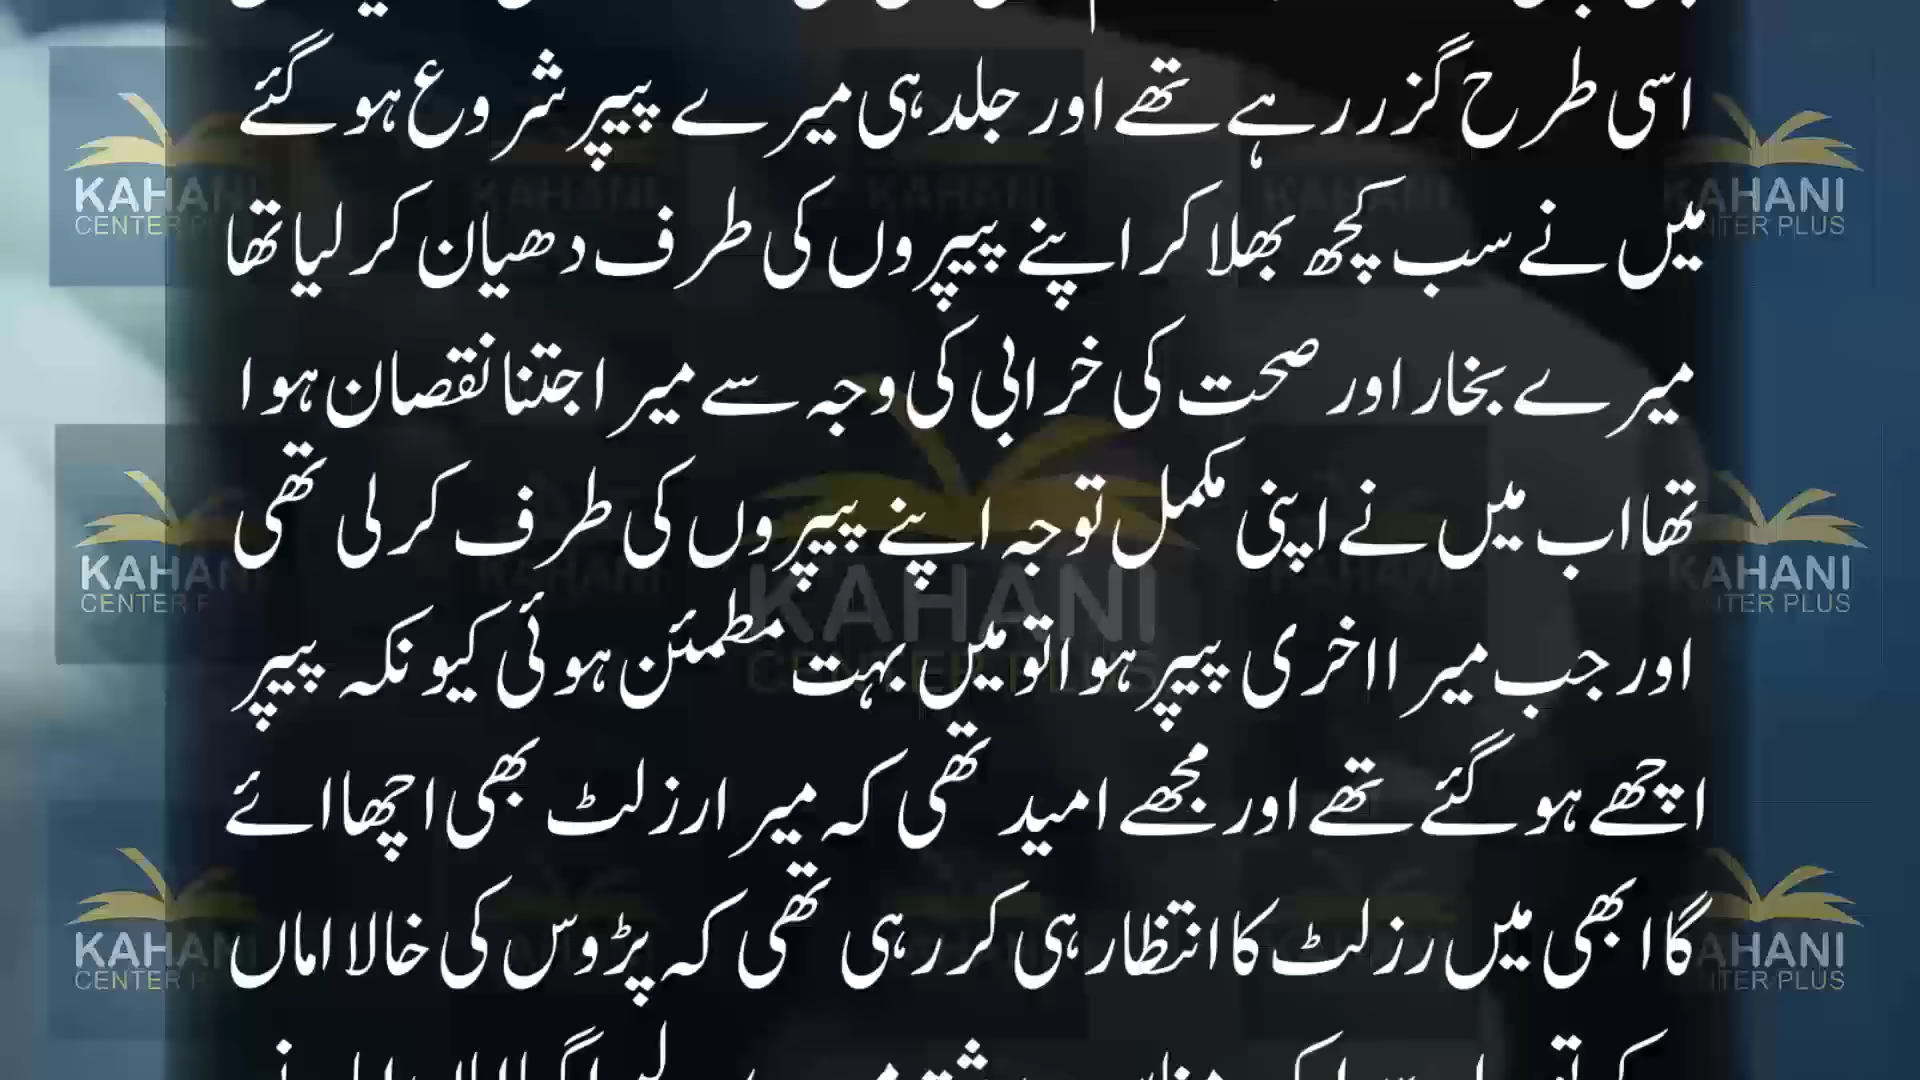 اسی طرح گزر رہے تھے اور جلد ہی میرے پیپر شروع ہو گئے
میں نے سب کچھ بھلا کر اپنے پیپروں کی طرف دھیان کر لیا تھا
میرے بخار اور صحت کی خرابی کی وجہ سے میرا جتنا نقصان ہوا
تھا اب میں نے اپنی مکمل توجہ اپنے پیپروں کی طرف کر لی تھی
اور جب میرا اخری پیپر ہوا تو میں بہت مطمئن ہوئی کیونکہ پیپر
اچھے ہو گئے تھے اور مجھے امید تھی کہ میرا رزلٹ بھی اچھا ائے
گا ابھی میں رزلٹ کا انتظار ہی کر رہی تھی کہ پڑوس کی خالا اماں
KAHANI
CENTER PLUS